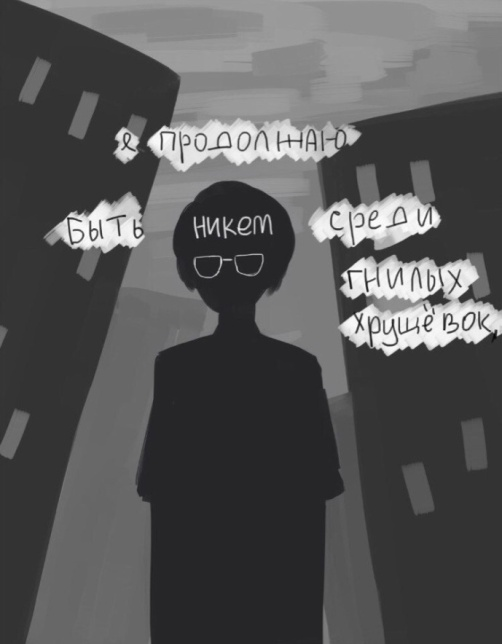 я продолжаю
быть никем среди
гнилых
хрущёвок,